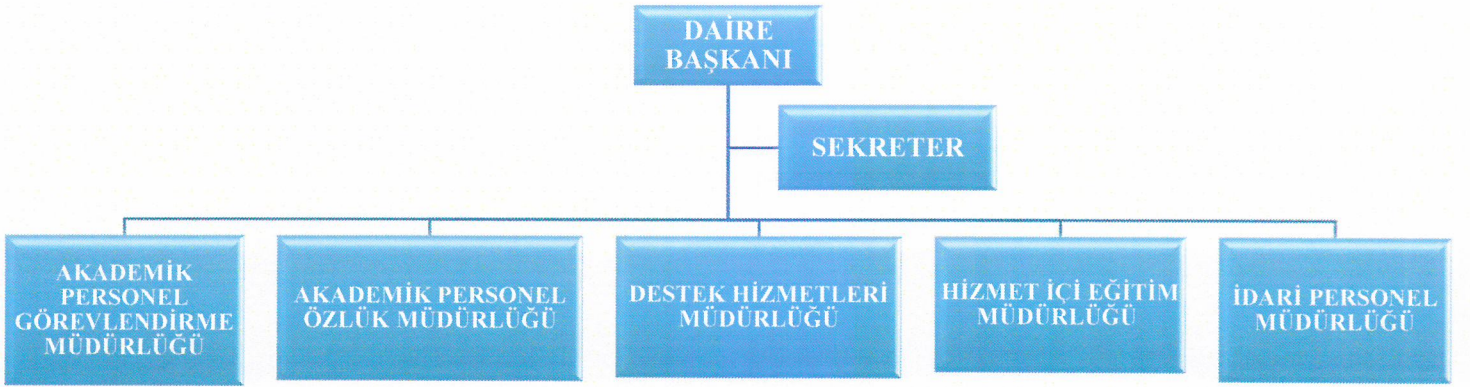 DAİRE
BAŞKANI
SEKRETER
AKADEMİK
PERSONEL
GÖREVLENDİRME
MÜDÜRLÜĞÜ
AKADEMİK PERSONEL
ÖZLÜK MÜDÜRLÜĞÜ
DESTEK HİZMETLERİ
MÜDÜRLÜĞÜ
HİZMET İÇİ EĞİTİM
MÜDÜRLÜĞÜ
İDARİ PERSONEL
MÜDÜRLÜĞÜ